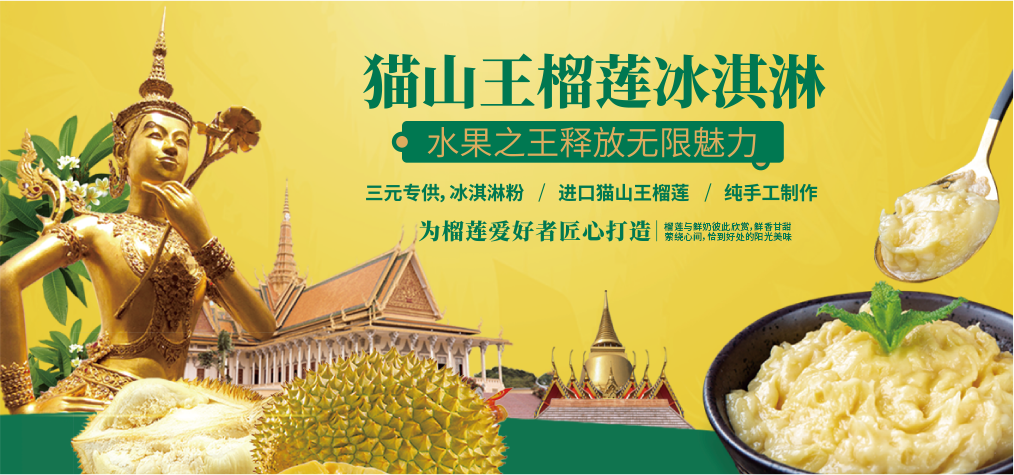 猫山王榴莲冰淇淋
水果之王释放无限魅力
三元专供,冰淇淋粉 / 进口猫山王榴莲 / 纯手工制作
为榴莲爱好者匠心打造
榴莲与鲜奶彼此欣赏,鲜香甘甜
萦绕心间,恰到好处的阳光美味